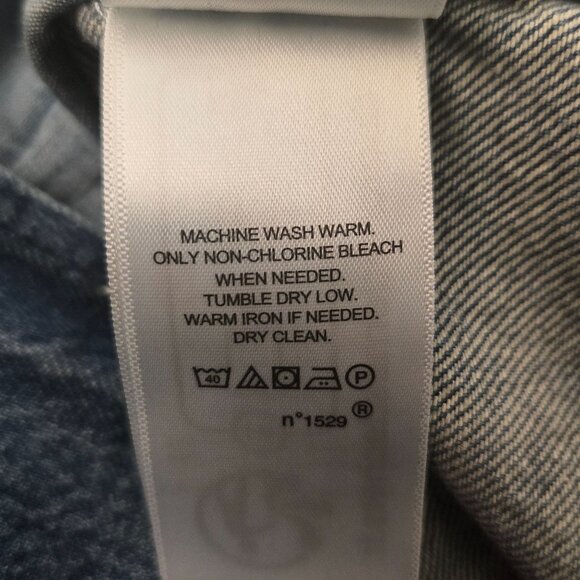 MACHINE WASH WARM.
ONLY NON-CHLORINE BLEACH
WHEN NEEDED.
TUMBLE DRY LOW.
WARM IRON IF NEEDED.
DRY CLEAN.
40 P
n°1529 ®